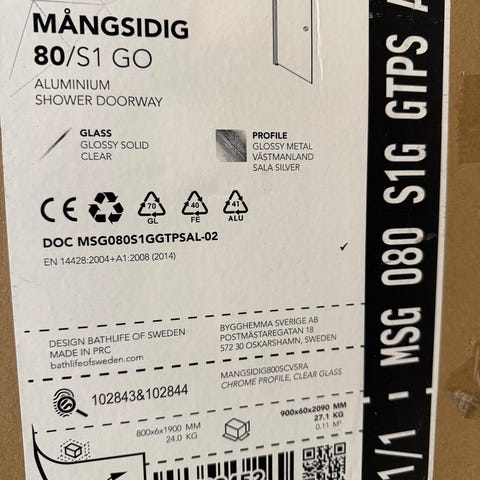 MÅNGSIDIG
80/S1 GO
ALUMINIUM
SHOWER DOORWAY
GLASS
GLOSSY SOLID
CLEAR
PROFILE
GLOSSY METAL
VÄSTMANLAND
SALA SILVER
CE
70
GL
40
FE
41
ALU
DOC MSG080S1GGTPSAL-02
EN 14428:2004+A1:2008 (2014)
DESIGN BATHLIFE OF SWEDEN
MADE IN PRC
bathlifeofsweden.com
BYGGHEMMA SVERIGE AB
POSTMÄSTAREGATAN 18
572 30 OSKARSHAMN, SWEDEN
102843&102844
MANGSIDIG800SCVSRA
CHROME PROFILE, CLEAR GLASS
800x6x1900 MM
24.0 KG
900x60x2090 MM
27.1 KG
0.11 M³
1/1 - MSG 080 S1G GTPS